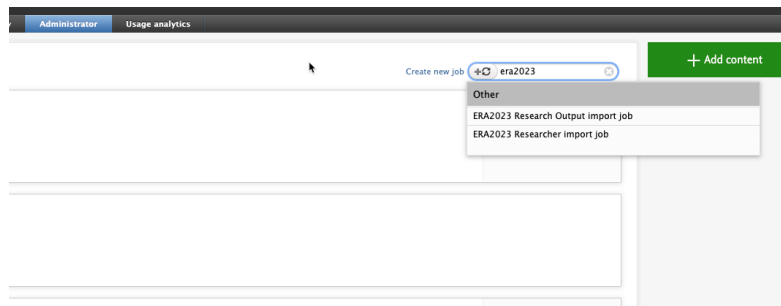 Administrator
Usage analytics
Create new job
era2023
Add content
Other
ERA2023 Research Output import job
ERA2023 Researcher import job